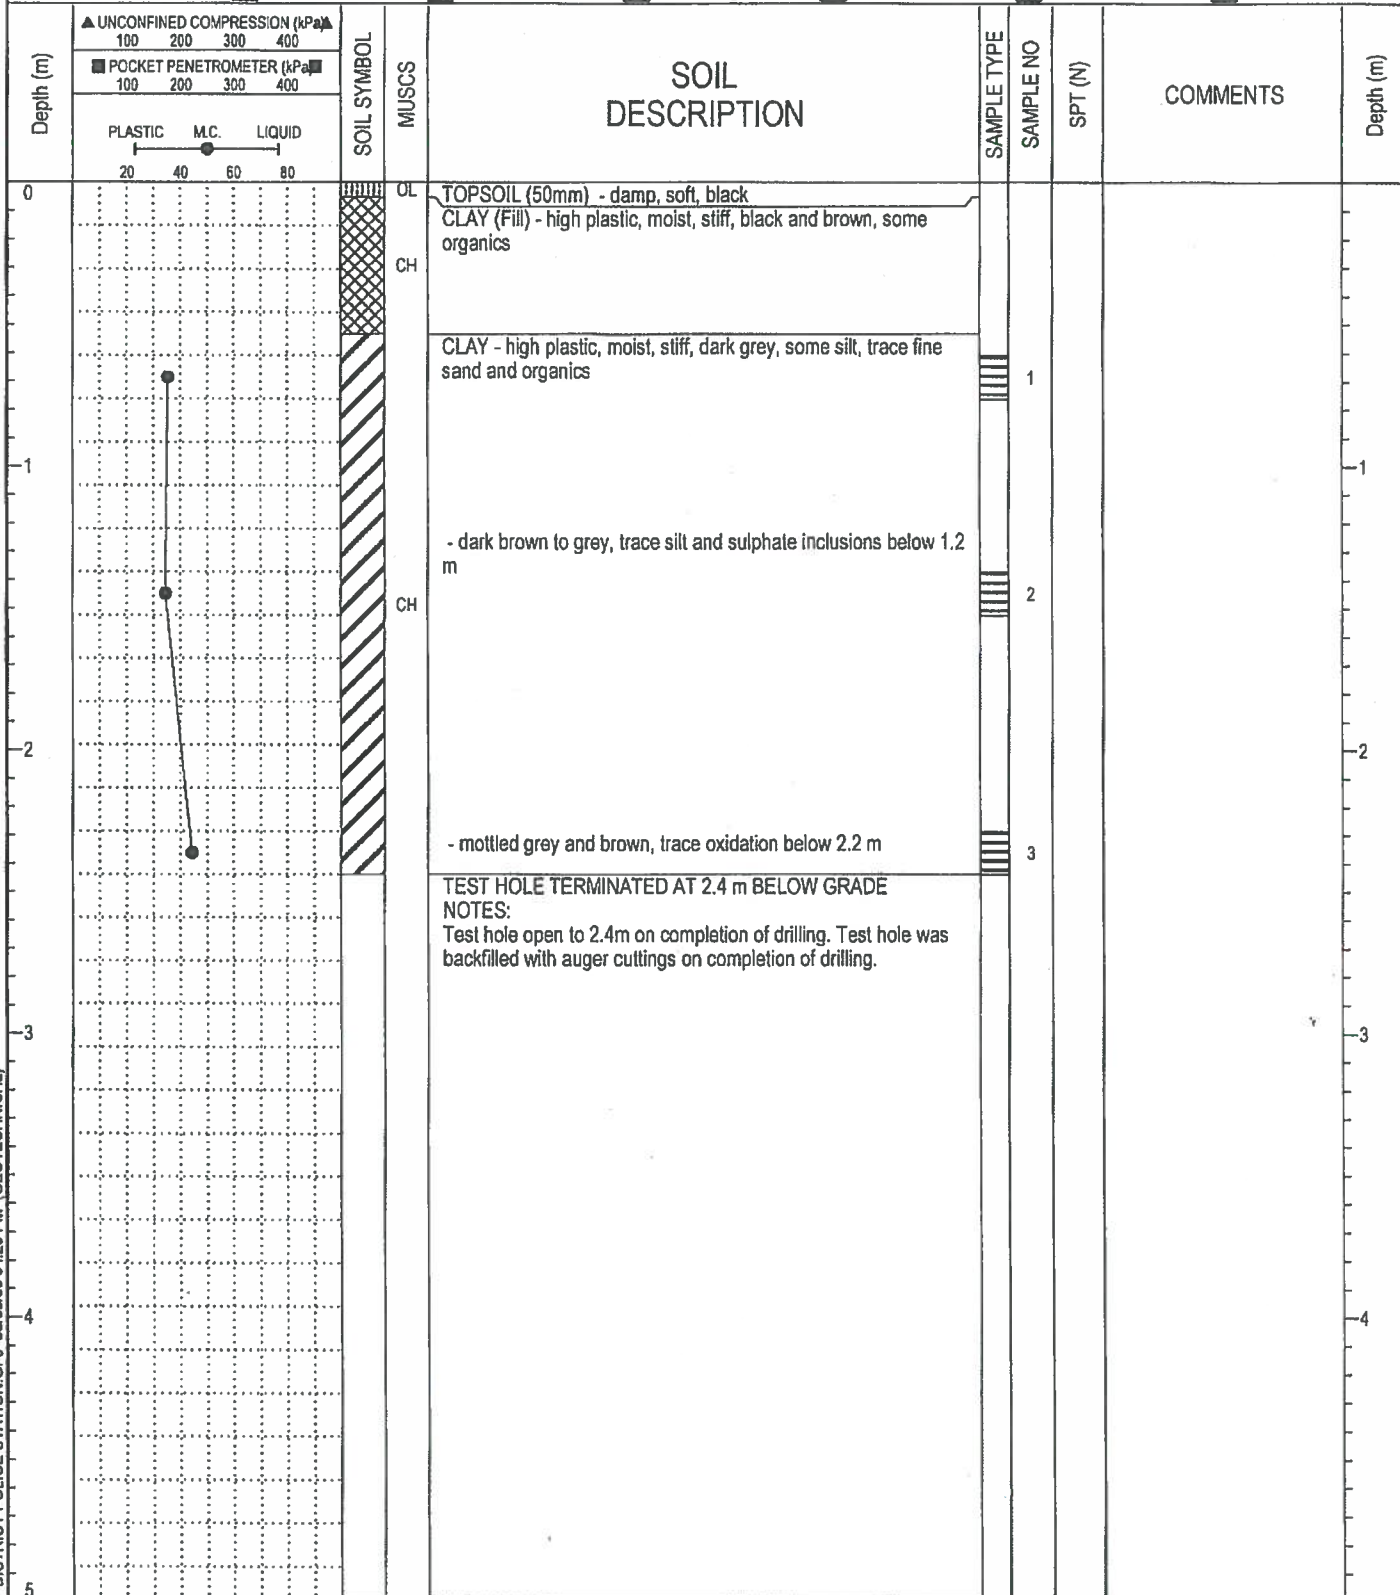 ▲ UNCONFINED COMPRESSION (kPa)▲
100 200 300 400
■ POCKET PENETROMETER (kPa)■
100 200 300 400
PLASTIC M.C. LIQUID
20 40 60 80
Depth (m)
SOIL SYMBOL
MUSCS
SOIL
DESCRIPTION
SAMPLE TYPE
SAMPLE NO
SPT (N)
COMMENTS
Depth (m)
0
OL
TOPSOIL (50mm) - damp, soft, black
CLAY (Fill) - high plastic, moist, stiff, black and brown, some
organics
CH
CLAY - high plastic, moist, stiff, dark grey, some silt, trace fine
sand and organics
1
1
1
- dark brown to grey, trace silt and sulphate inclusions below 1.2
m
2
CH
2
2
- mottled grey and brown, trace oxidation below 2.2 m
3
TEST HOLE TERMINATED AT 2.4 m BELOW GRADE
NOTES:
Test hole open to 2.4m on completion of drilling. Test hole was
backfilled with auger cuttings on completion of drilling.
3
3
4
4
5